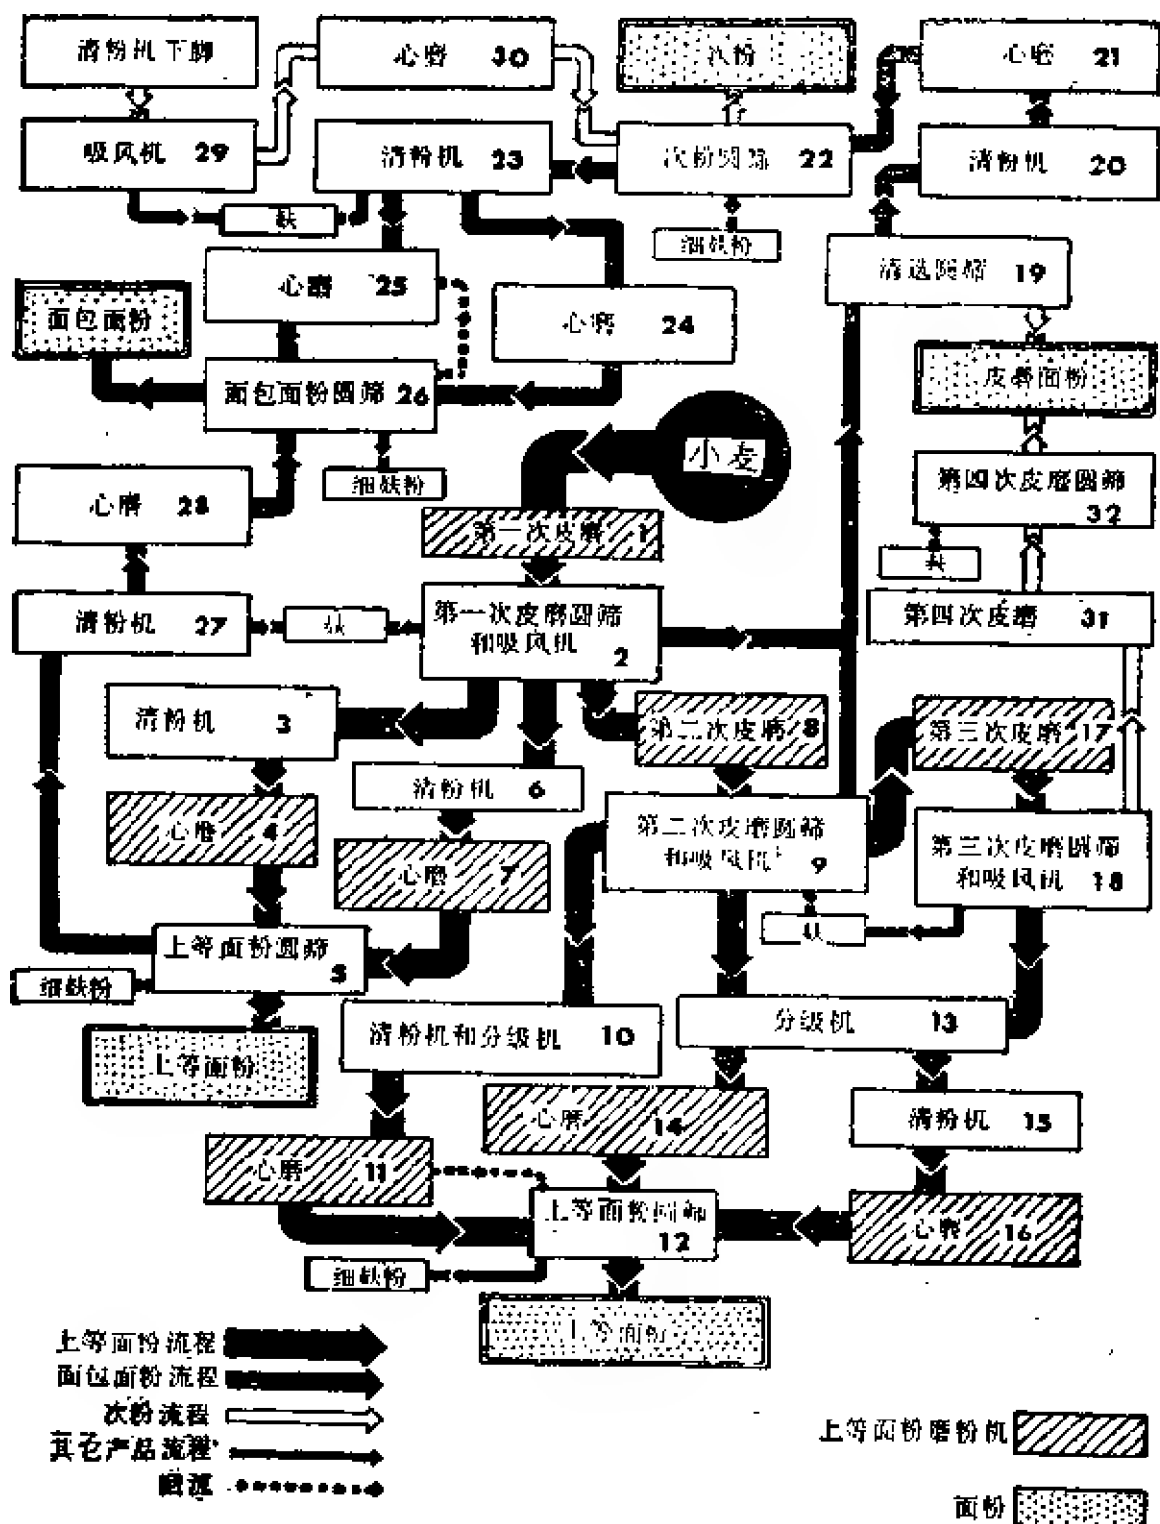 清粉机下脚
心磨 30
次粉
心磨 21
吸风机 29
清粉机 23
次粉圆筛 22
清粉机 20
麸
细麸粉
清选圆筛 19
心磨 25
面包面粉
心磨 24
皮磨面粉
面包面粉圆筛 26
小麦
细麸粉
第四次皮磨圆筛
32
心磨 28
第一次皮磨 1
麸
清粉机 27
麸
第一次皮磨圆筛
和吸风机 2
第四次皮磨 31
清粉机 3
第二次皮磨 8
第三次皮磨 17
清粉机 6
心磨 4
第二次皮磨圆筛
和吸风机 9
第三次皮磨圆筛
和吸风机 18
心磨 7
麸
上等面粉圆筛
5
细麸粉
清粉机和分级机 10
分级机 13
上等面粉
心磨 14
清粉机 15
心磨 11
上等面粉圆筛
12
心磨 16
细麸粉
上等面粉
上等面粉流程
面包面粉流程
次粉流程
其它产品流程
回流
上等面粉磨粉机
面粉